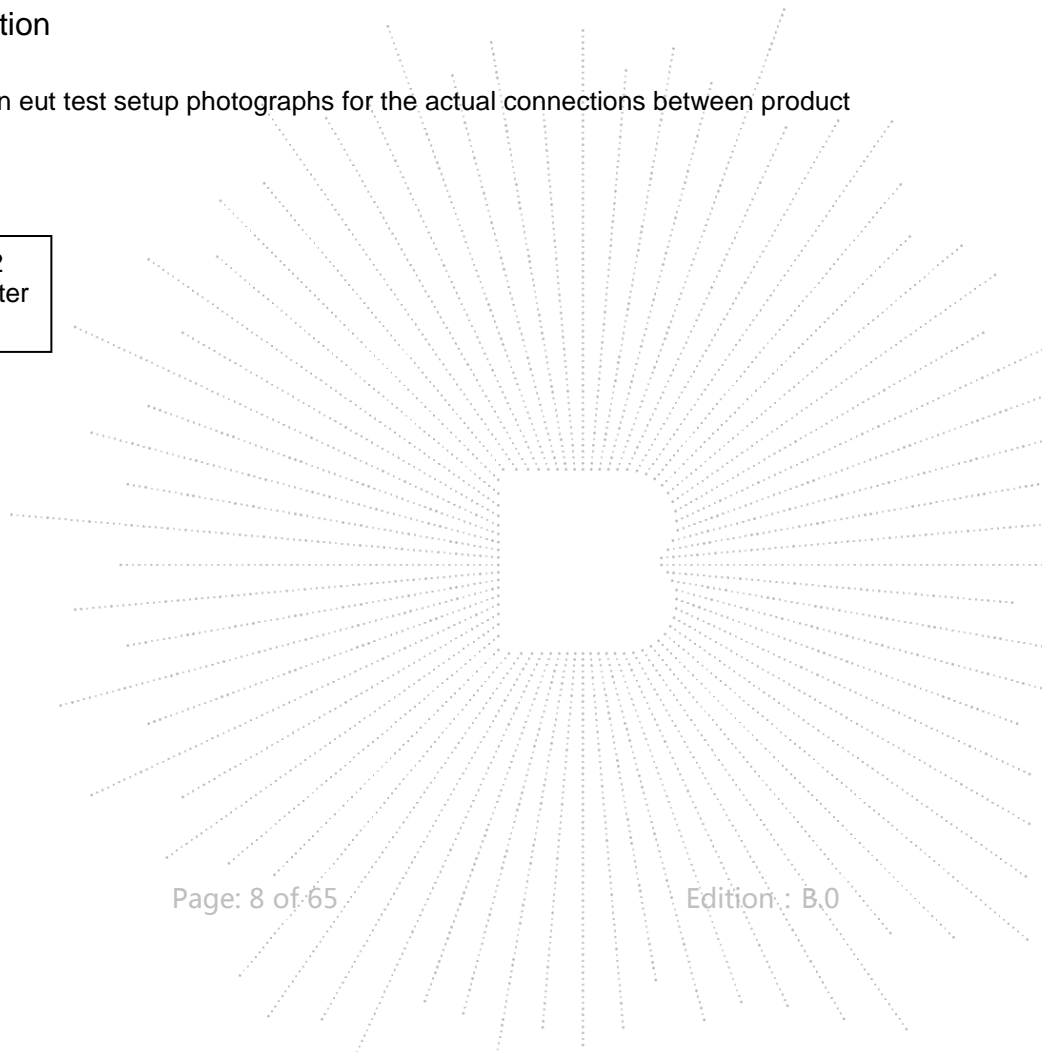 tion
n eut test setup photographs for the actual connections between product
2
ter
Page: 8 of 65 Edition : B.0